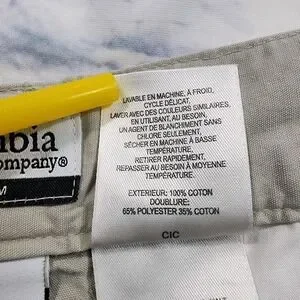 bia
ompany®
M
LAVABLE EN MACHINE, À FROID,
CYCLE DÉLICAT,
LAVER AVEC DES COULEURS SIMILAIRES,
EN UTILISANT, AU BESOIN,
UN AGENT DE BLANCHIMENT SANS
CHLORE SEULEMENT,
SÉCHER EN MACHINE À BASSE
TEMPÉRATURE,
RETIRER RAPIDEMENT,
REPASSER AU BESOIN À MOYENNE
TEMPÉRATURE.
EXTERIEUR: 100% COTON
DOUBLURE:
65% POLYESTER 35% COTON
CIC